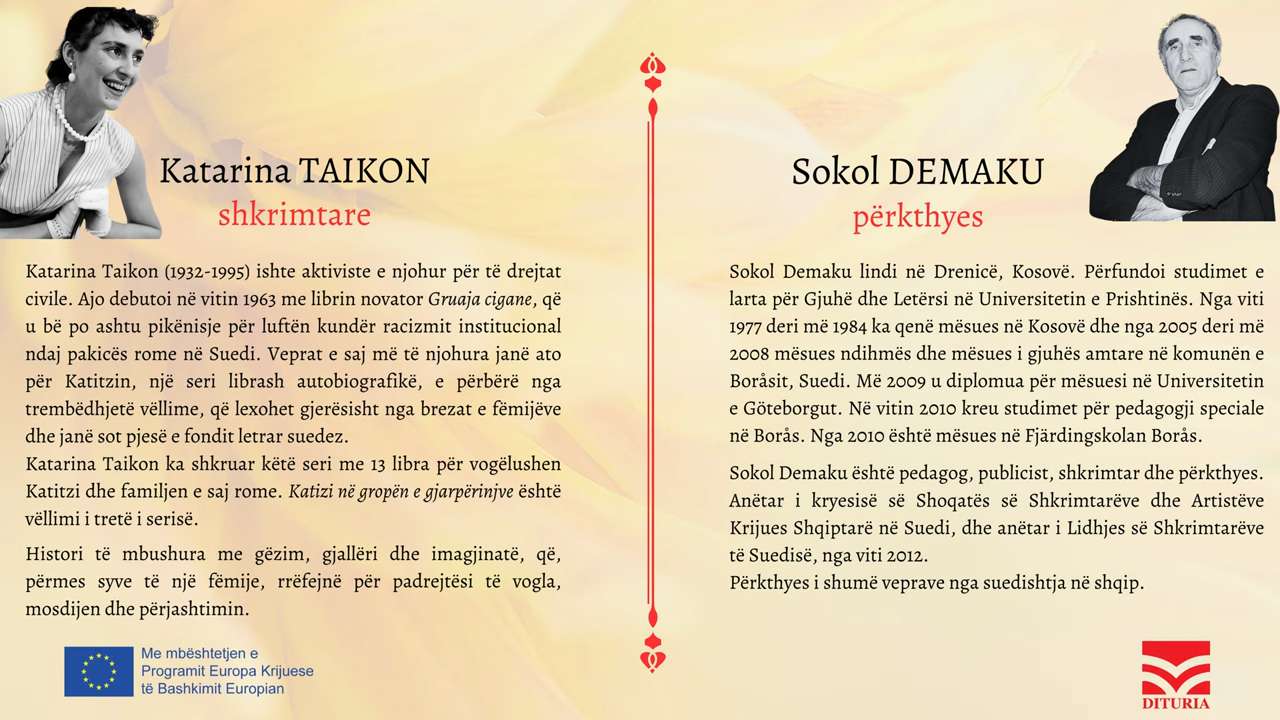 Katarina TAIKON
shkrimtare
Katarina Taikon (1932-1995) ishte aktiviste e njohur për të drejtat
civile. Ajo debutoi në vitin 1963 me librin novator Gruaja cigane, që
u bë po ashtu pikënisje për luftën kundër racizmit institucional
ndaj pakicës rome në Suedi. Veprat e saj më të njohura janë ato
për Katitzin, një seri librash autobiografikë, e përbërë nga
trembëdhjetë vëllime, që lexohet gjerësisht nga brezat e fëmijëve
dhe janë sot pjesë e fondit letrar suedez.
Katarina Taikon ka shkruar këtë seri me 13 libra për vogëlushen
Katitzi dhe familjen e saj rome. Katizi në gropën e gjarpërinjve është
vëllimi i tretë i serisë.
Histori të mbushura me gëzim, gjallëri dhe imagjinatë, që,
përmes syve të një fëmije, rrëfejnë për padrejtësi të vogla,
mosdijen dhe përjashtimin.
Me mbështetjen e
Programit Europa Krijuese
të Bashkimit Europian
Sokol DEMAKU
përkthyes
Sokol Demaku lindi në Drenicë, Kosovë. Përfundoi studimet e
larta për Gjuhë dhe Letërsi në Universitetin e Prishtinës. Nga viti
1977 deri më 1984 ka qenë mësues në Kosovë dhe nga 2005 deri më
2008 mësues ndihmës dhe mësues i gjuhës amtare në komunën e
Boråsit, Suedi. Më 2009 u diplomua për mësuesi në Universitetin
e Göteborgut. Në vitin 2010 kreu studimet për pedagogji speciale
në Borås. Nga 2010 është mësues në Fjärdingskolan Borås.
Sokol Demaku është pedagog, publicist, shkrimtar dhe përkthyes.
Anëtar i kryesisë së Shoqatës së Shkrimtarëve dhe Artistëve
Krijues Shqiptarë në Suedi, dhe anëtar i Lidhjes së Shkrimtarëve
të Suedisë, nga viti 2012.
Përkthyes i shumë veprave nga suedishtja në shqip.
DITURIA